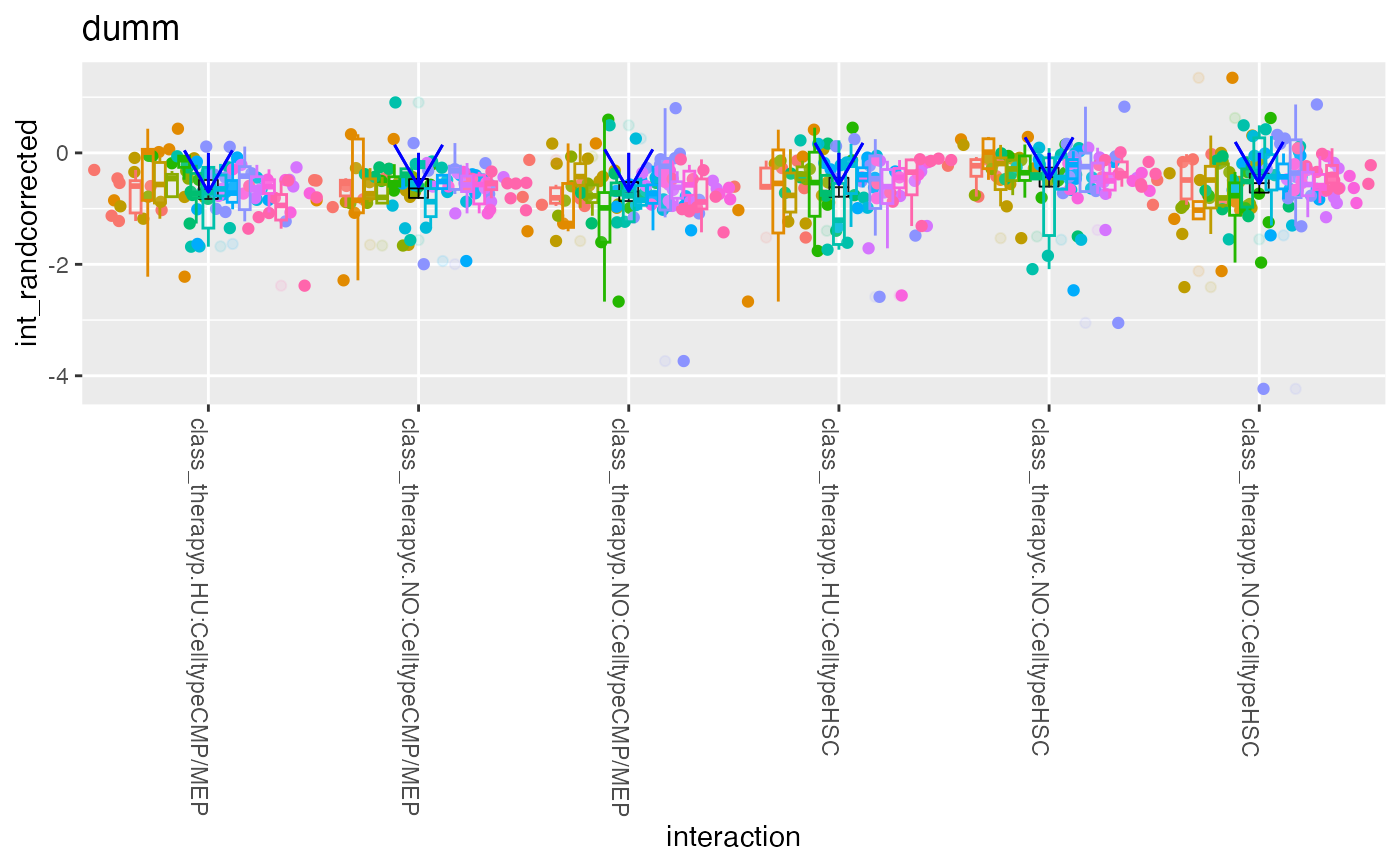 dumm
int_randcorrected
0
-2
-4
class_therapyp.HU:CelltypeCMP/MEP
class_therapyc.NO:CelltypeCMP/MEP
class_therapyp.NO:CelltypeCMP/MEP
class_therapyp.HU:CelltypeHSC
class_therapyc.NO:CelltypeHSC
class_therapyp.NO:CelltypeHSC
interaction